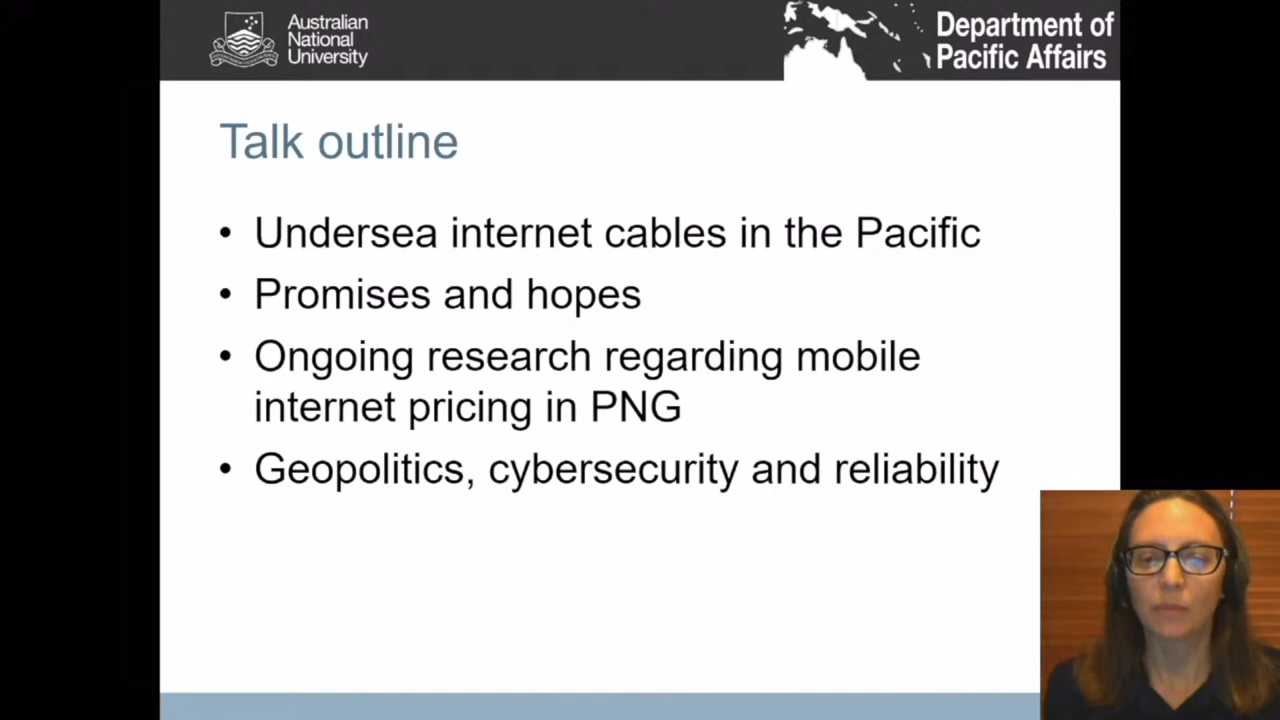 Australian
National
University
Department of
Pacific Affairs
Talk outline
• Undersea internet cables in the Pacific
• Promises and hopes
• Ongoing research regarding mobile
internet pricing in PNG
• Geopolitics, cybersecurity and reliability